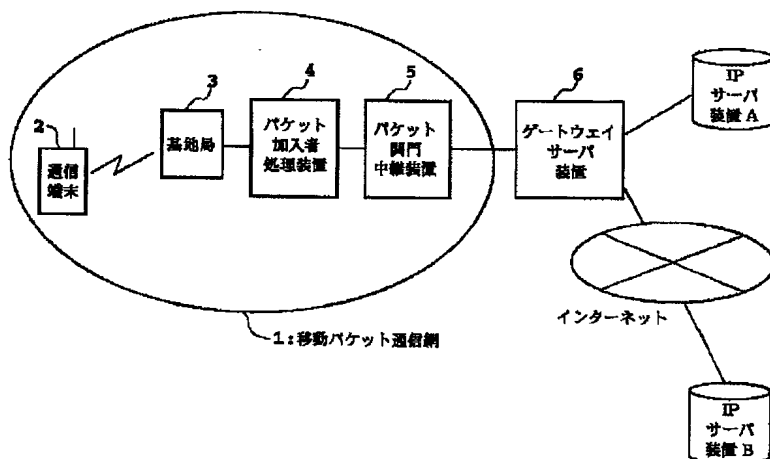 2
通信
端末
3
基地局
4
パケット
加入者
処理装置
5
パケット
関門
中継装置
6
ゲートウェイ
サーバ
装置
IP
サーバ
装置 A
インターネット
1:移動パケット通信網
IP
サーバ
装置 B